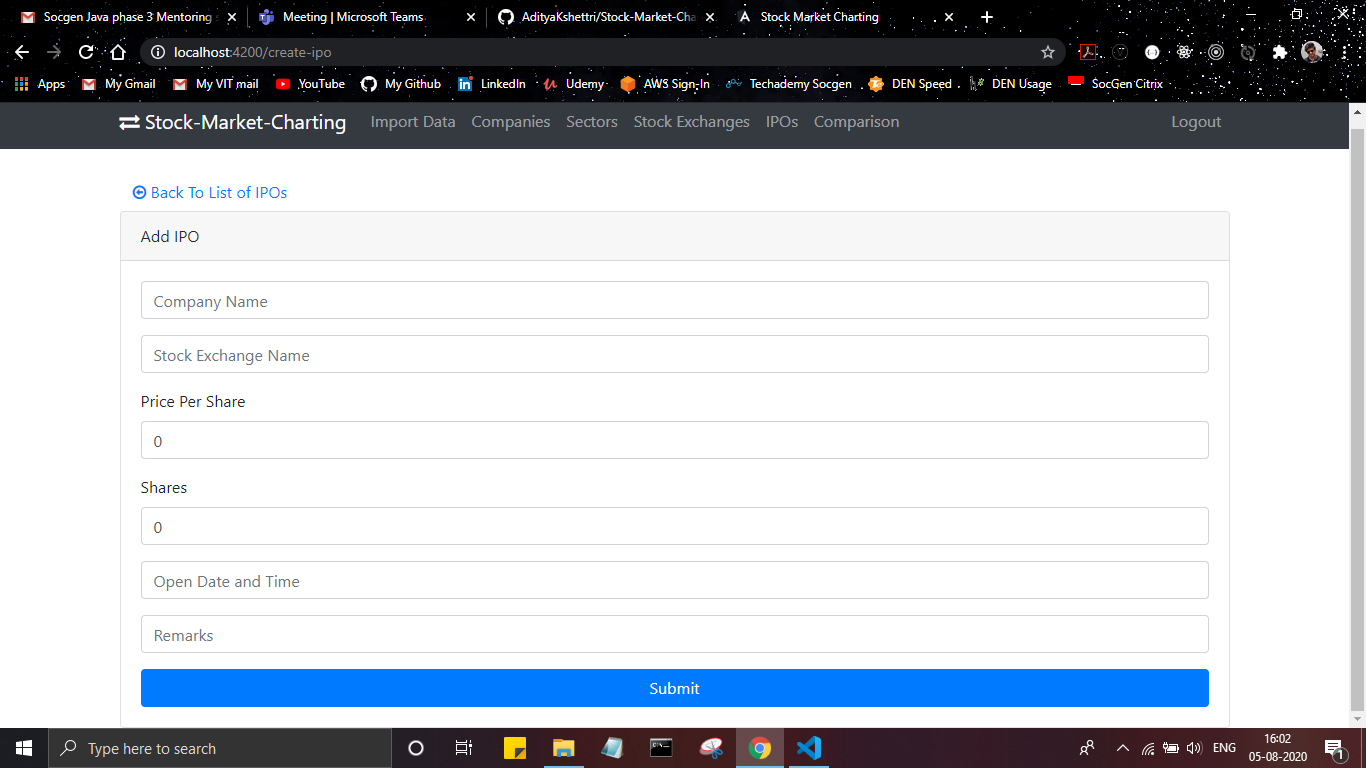 Socgen Java phase 3 Mentoring
Meeting | Microsoft Teams
AdityaKshettri/Stock-Market-Cha
Stock Market Charting
localhost:4200/create-ipo
Apps
My Gmail
My VIT mail
YouTube
My Github
LinkedIn
Udemy
AWS Sign-In
Techademy Socgen
DEN Speed
DEN Usage
SocGen Citrix
Stock-Market-Charting
Import Data
Companies
Sectors
Stock Exchanges
IPOs
Comparison
Logout
Back To List of IPOs
Add IPO
Company Name
Stock Exchange Name
Price Per Share
0
Shares
0
Open Date and Time
Remarks
Submit
Type here to search
ENG
16:02
05-08-2020
1